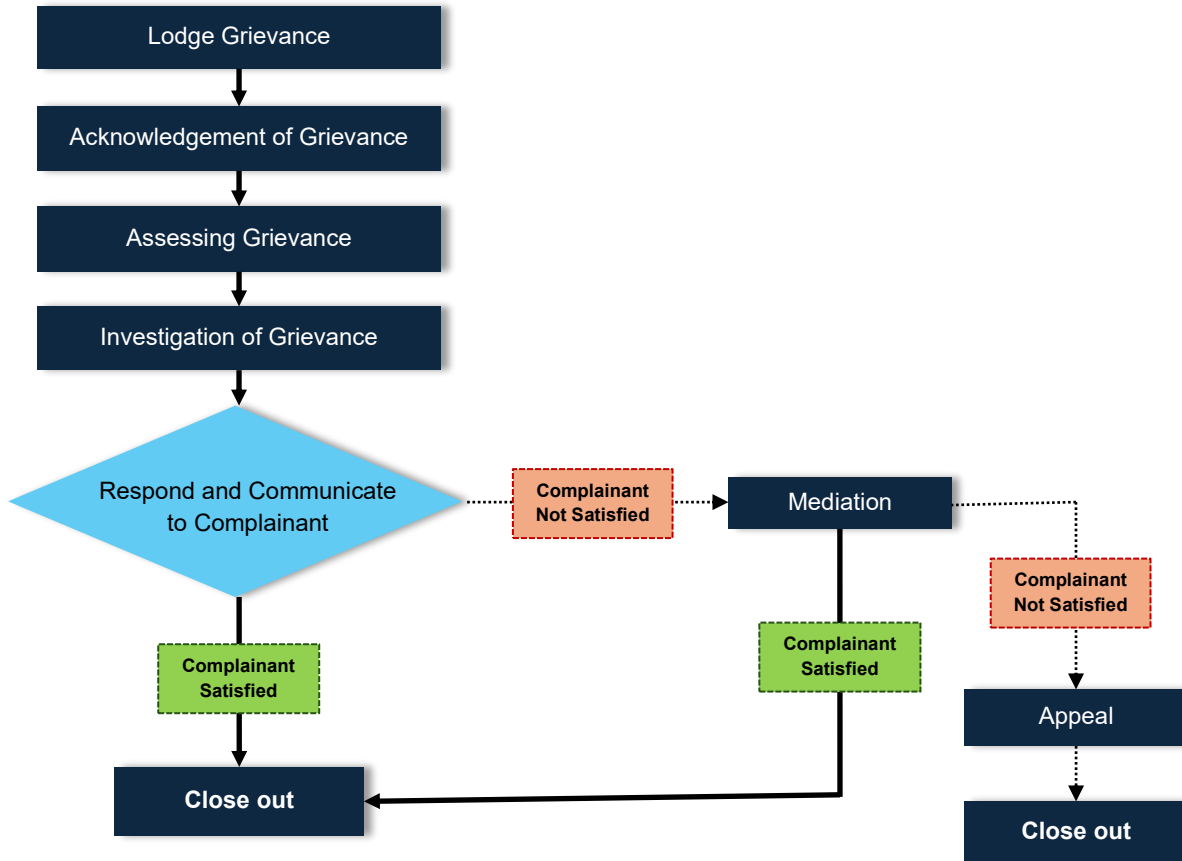 Lodge Grievance
Acknowledgement of Grievance
Assessing Grievance
Investigation of Grievance
Respond and Communicate
to Complainant
Complainant
Not Satisfied
Mediation
Complainant
Not Satisfied
Complainant
Satisfied
Complainant
Satisfied
Appeal
Close out
Close out